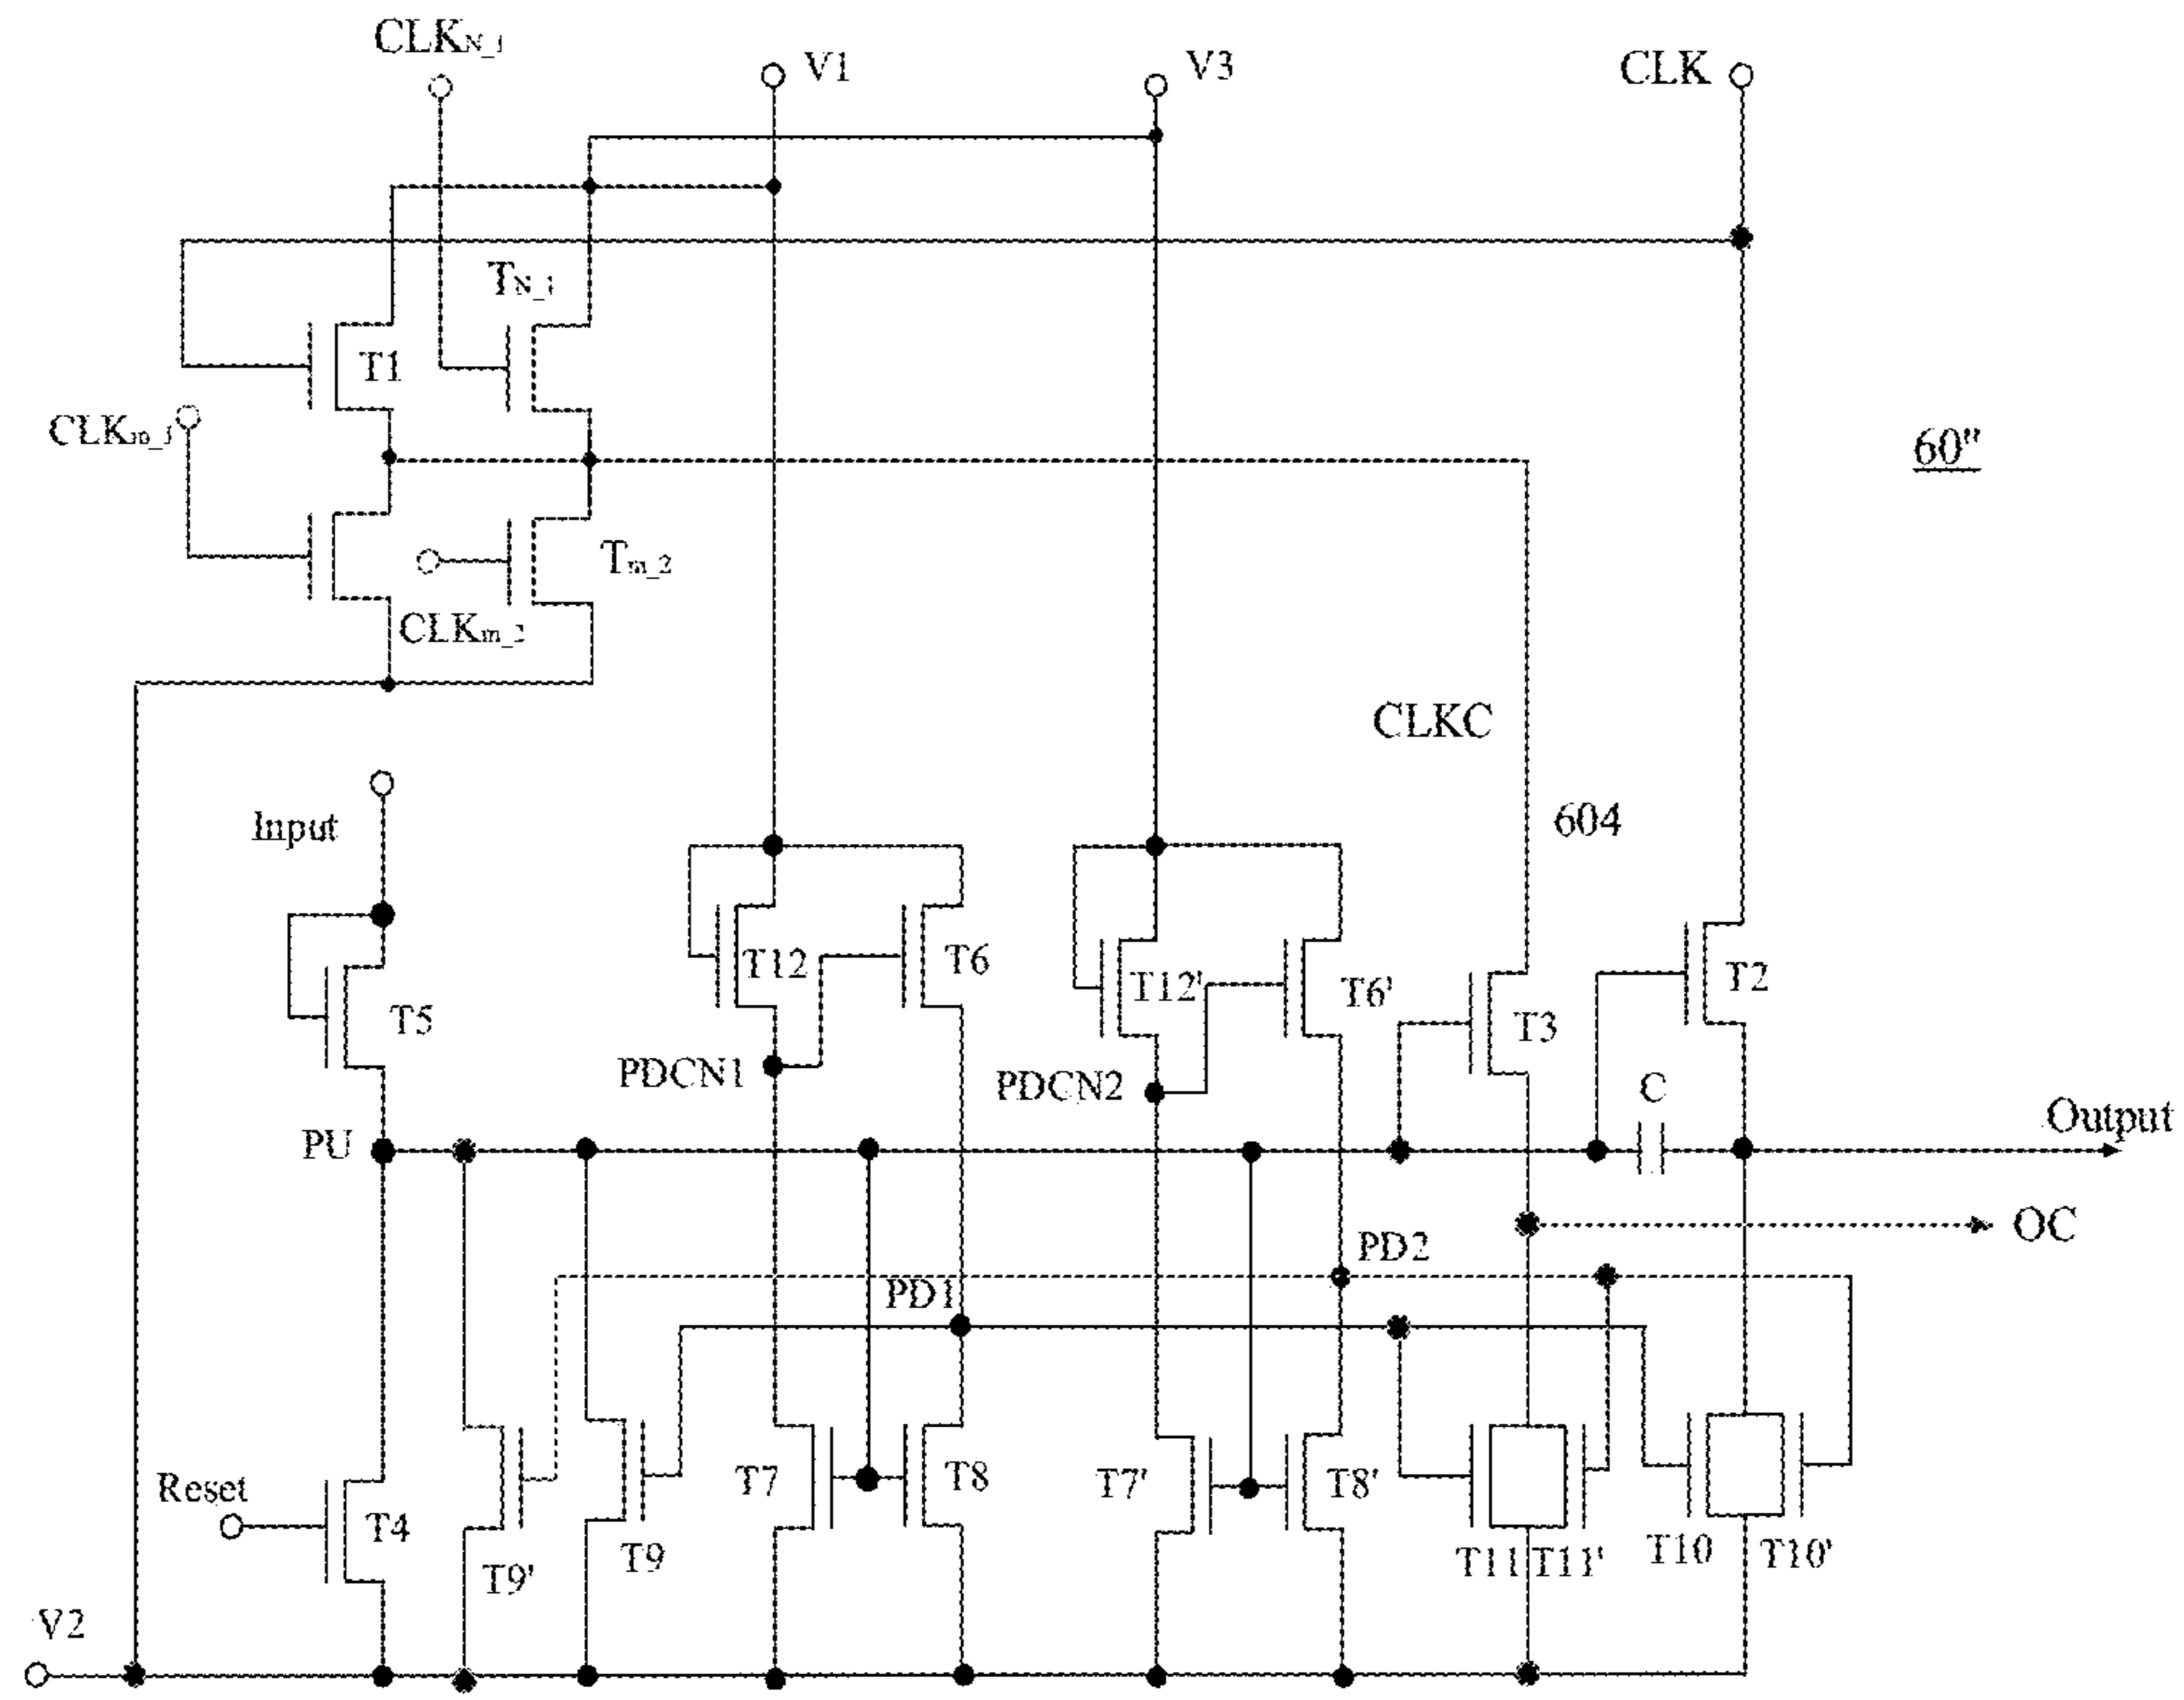 CLKN_1
V1
V3
CLK
TN_1
T1
CLKm_1
60"
Tm_2
CLKm_2
CLKC
604
Input
T12
T6
T12'
T6'
T2
T5
T3
PDCN1
PDCN2
C
Output
PU
OC
PD2
PD1
Reset
T7
T8
T7'
T8'
T4
T9'
T9
T11
T11'
T10
T10'
V2